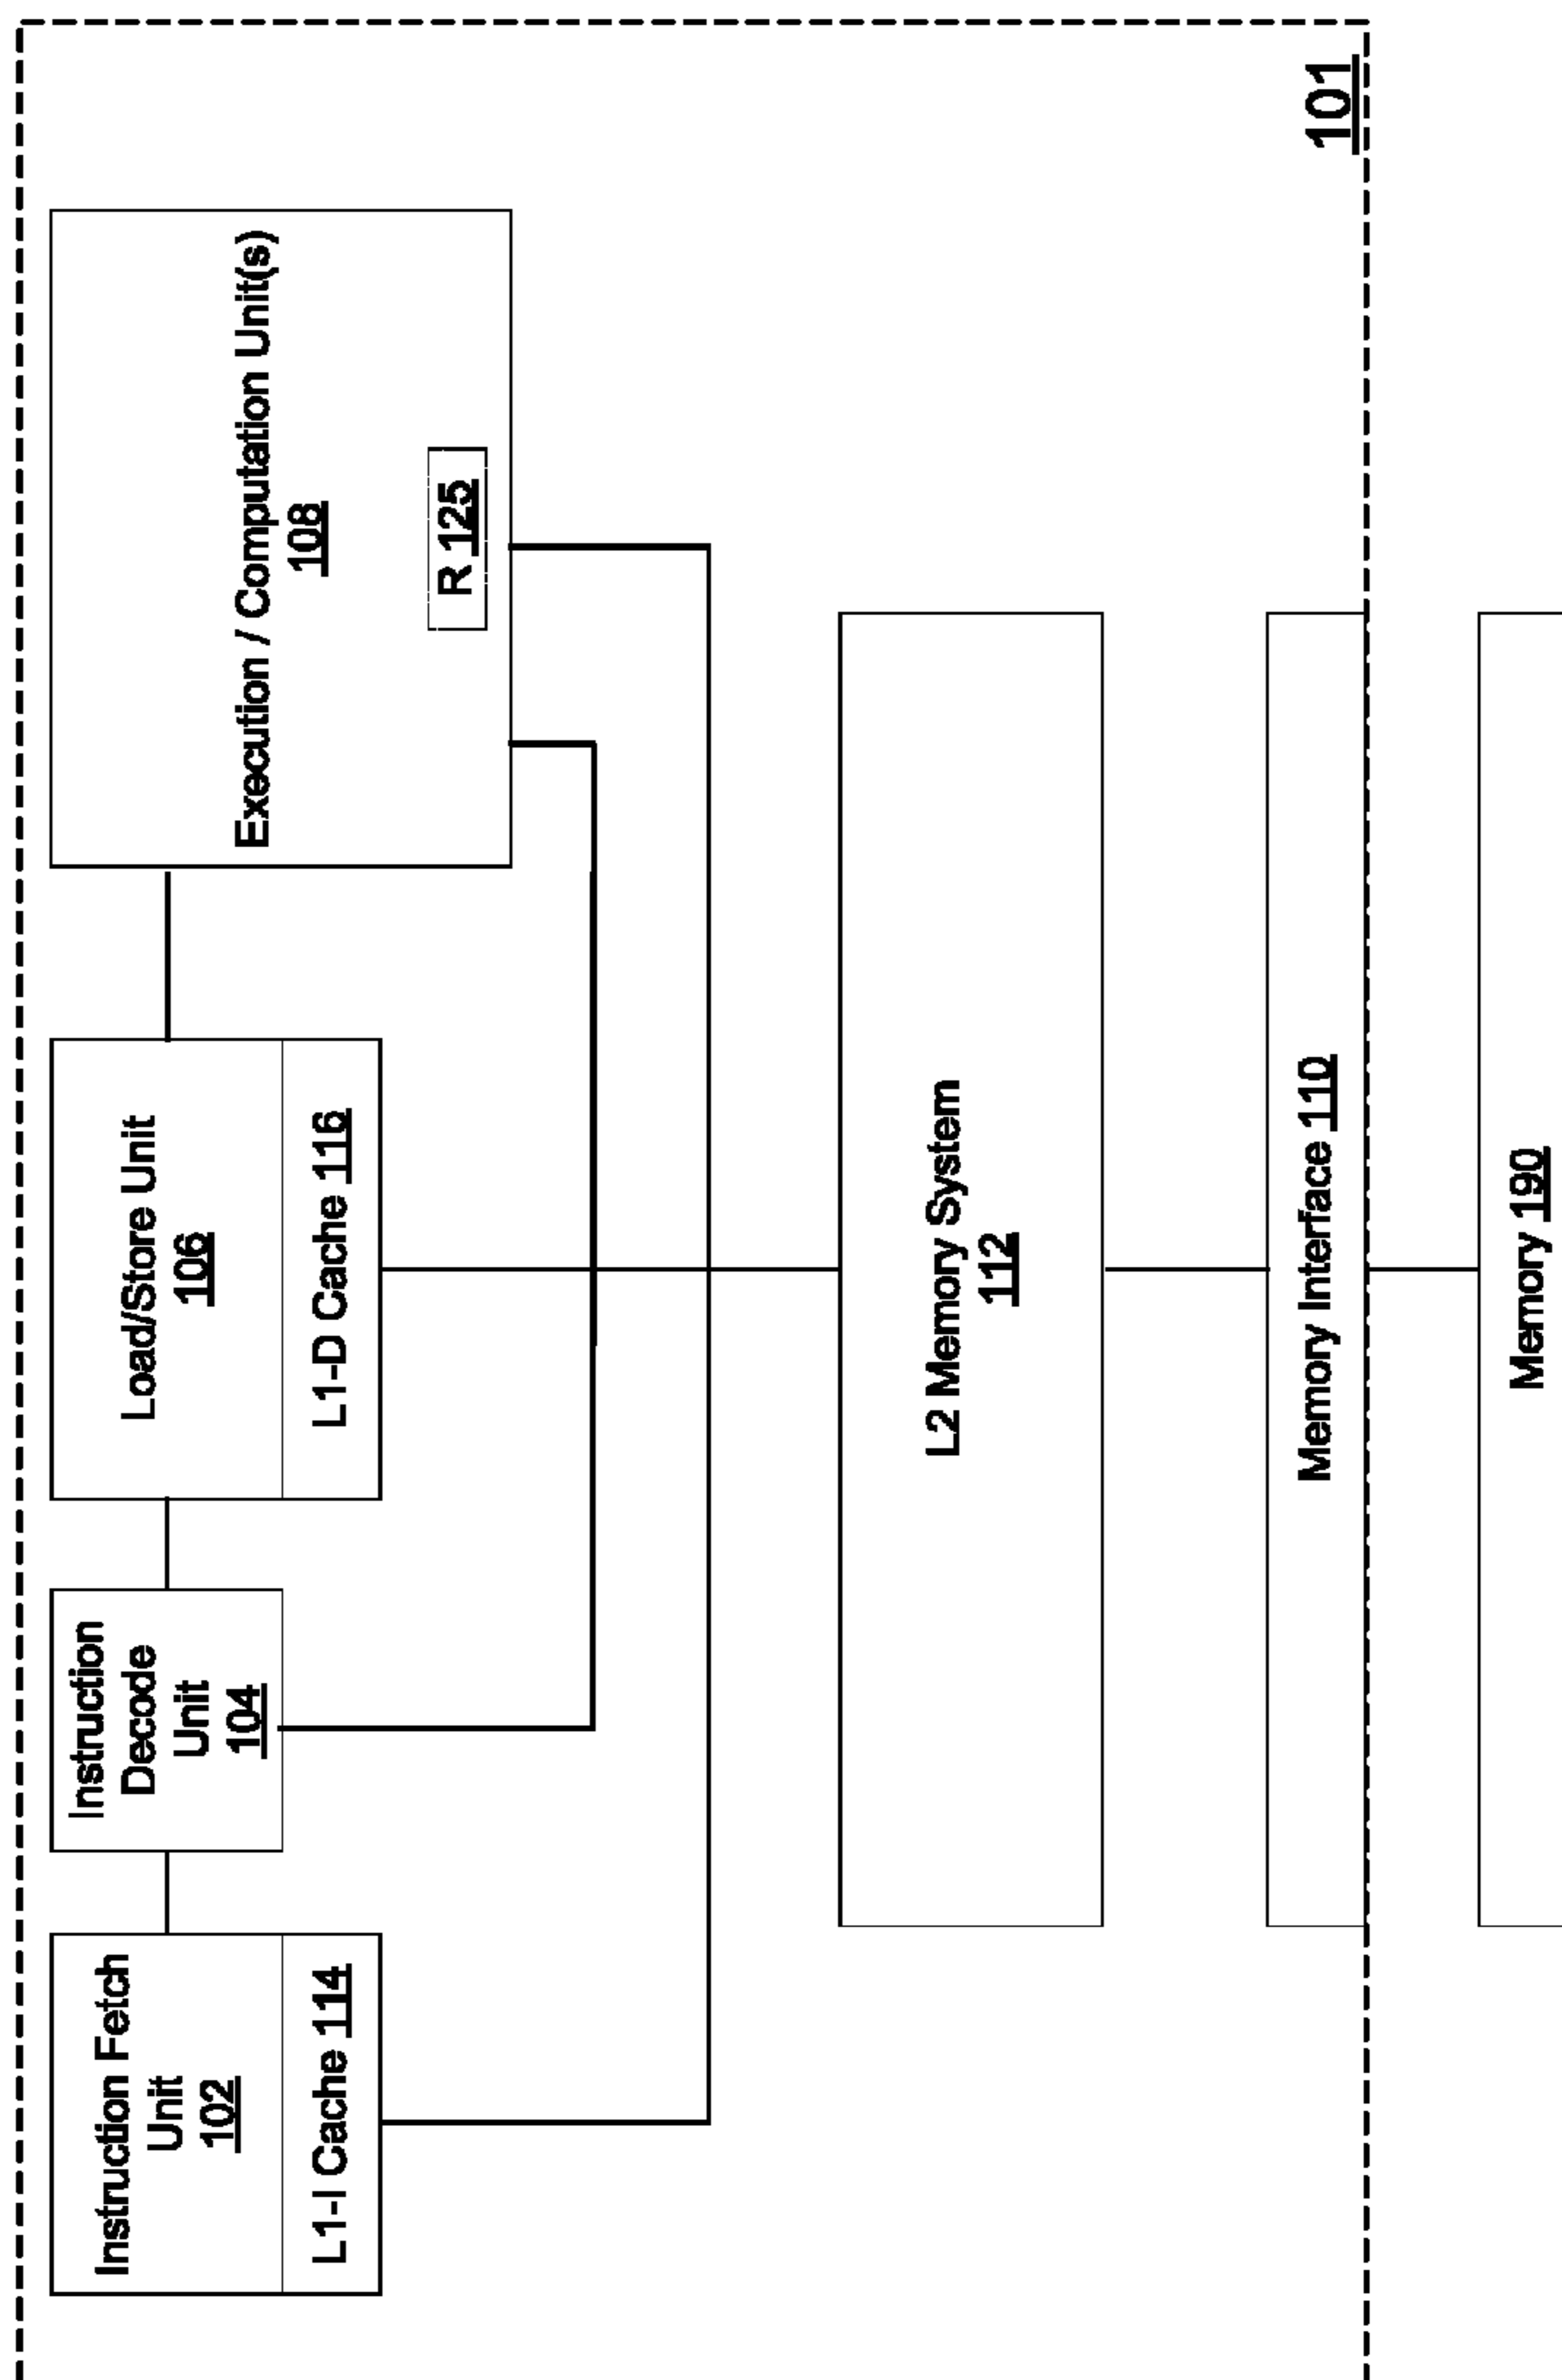 Instruction Fetch
Unit
102
L1-I Cache 114
Instruction
Decode
Unit
104
Load/Store Unit
106
L1-D Cache 116
Execution / Computation Unit(s)
108
R 125
L2 Memory System
112
Memory Interface 110
101
Memory 190